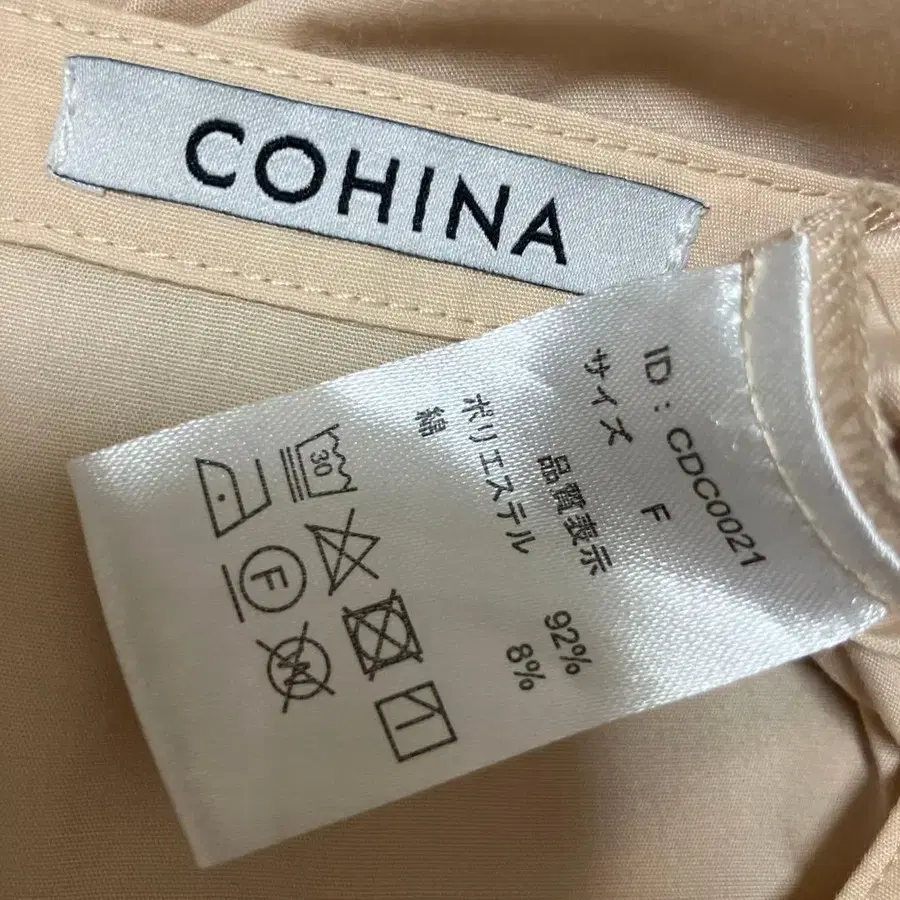 COHINA
ID : CDC0021
サイズ F
品質表示
ポリエステル 92%
綿 8%
30
F
W